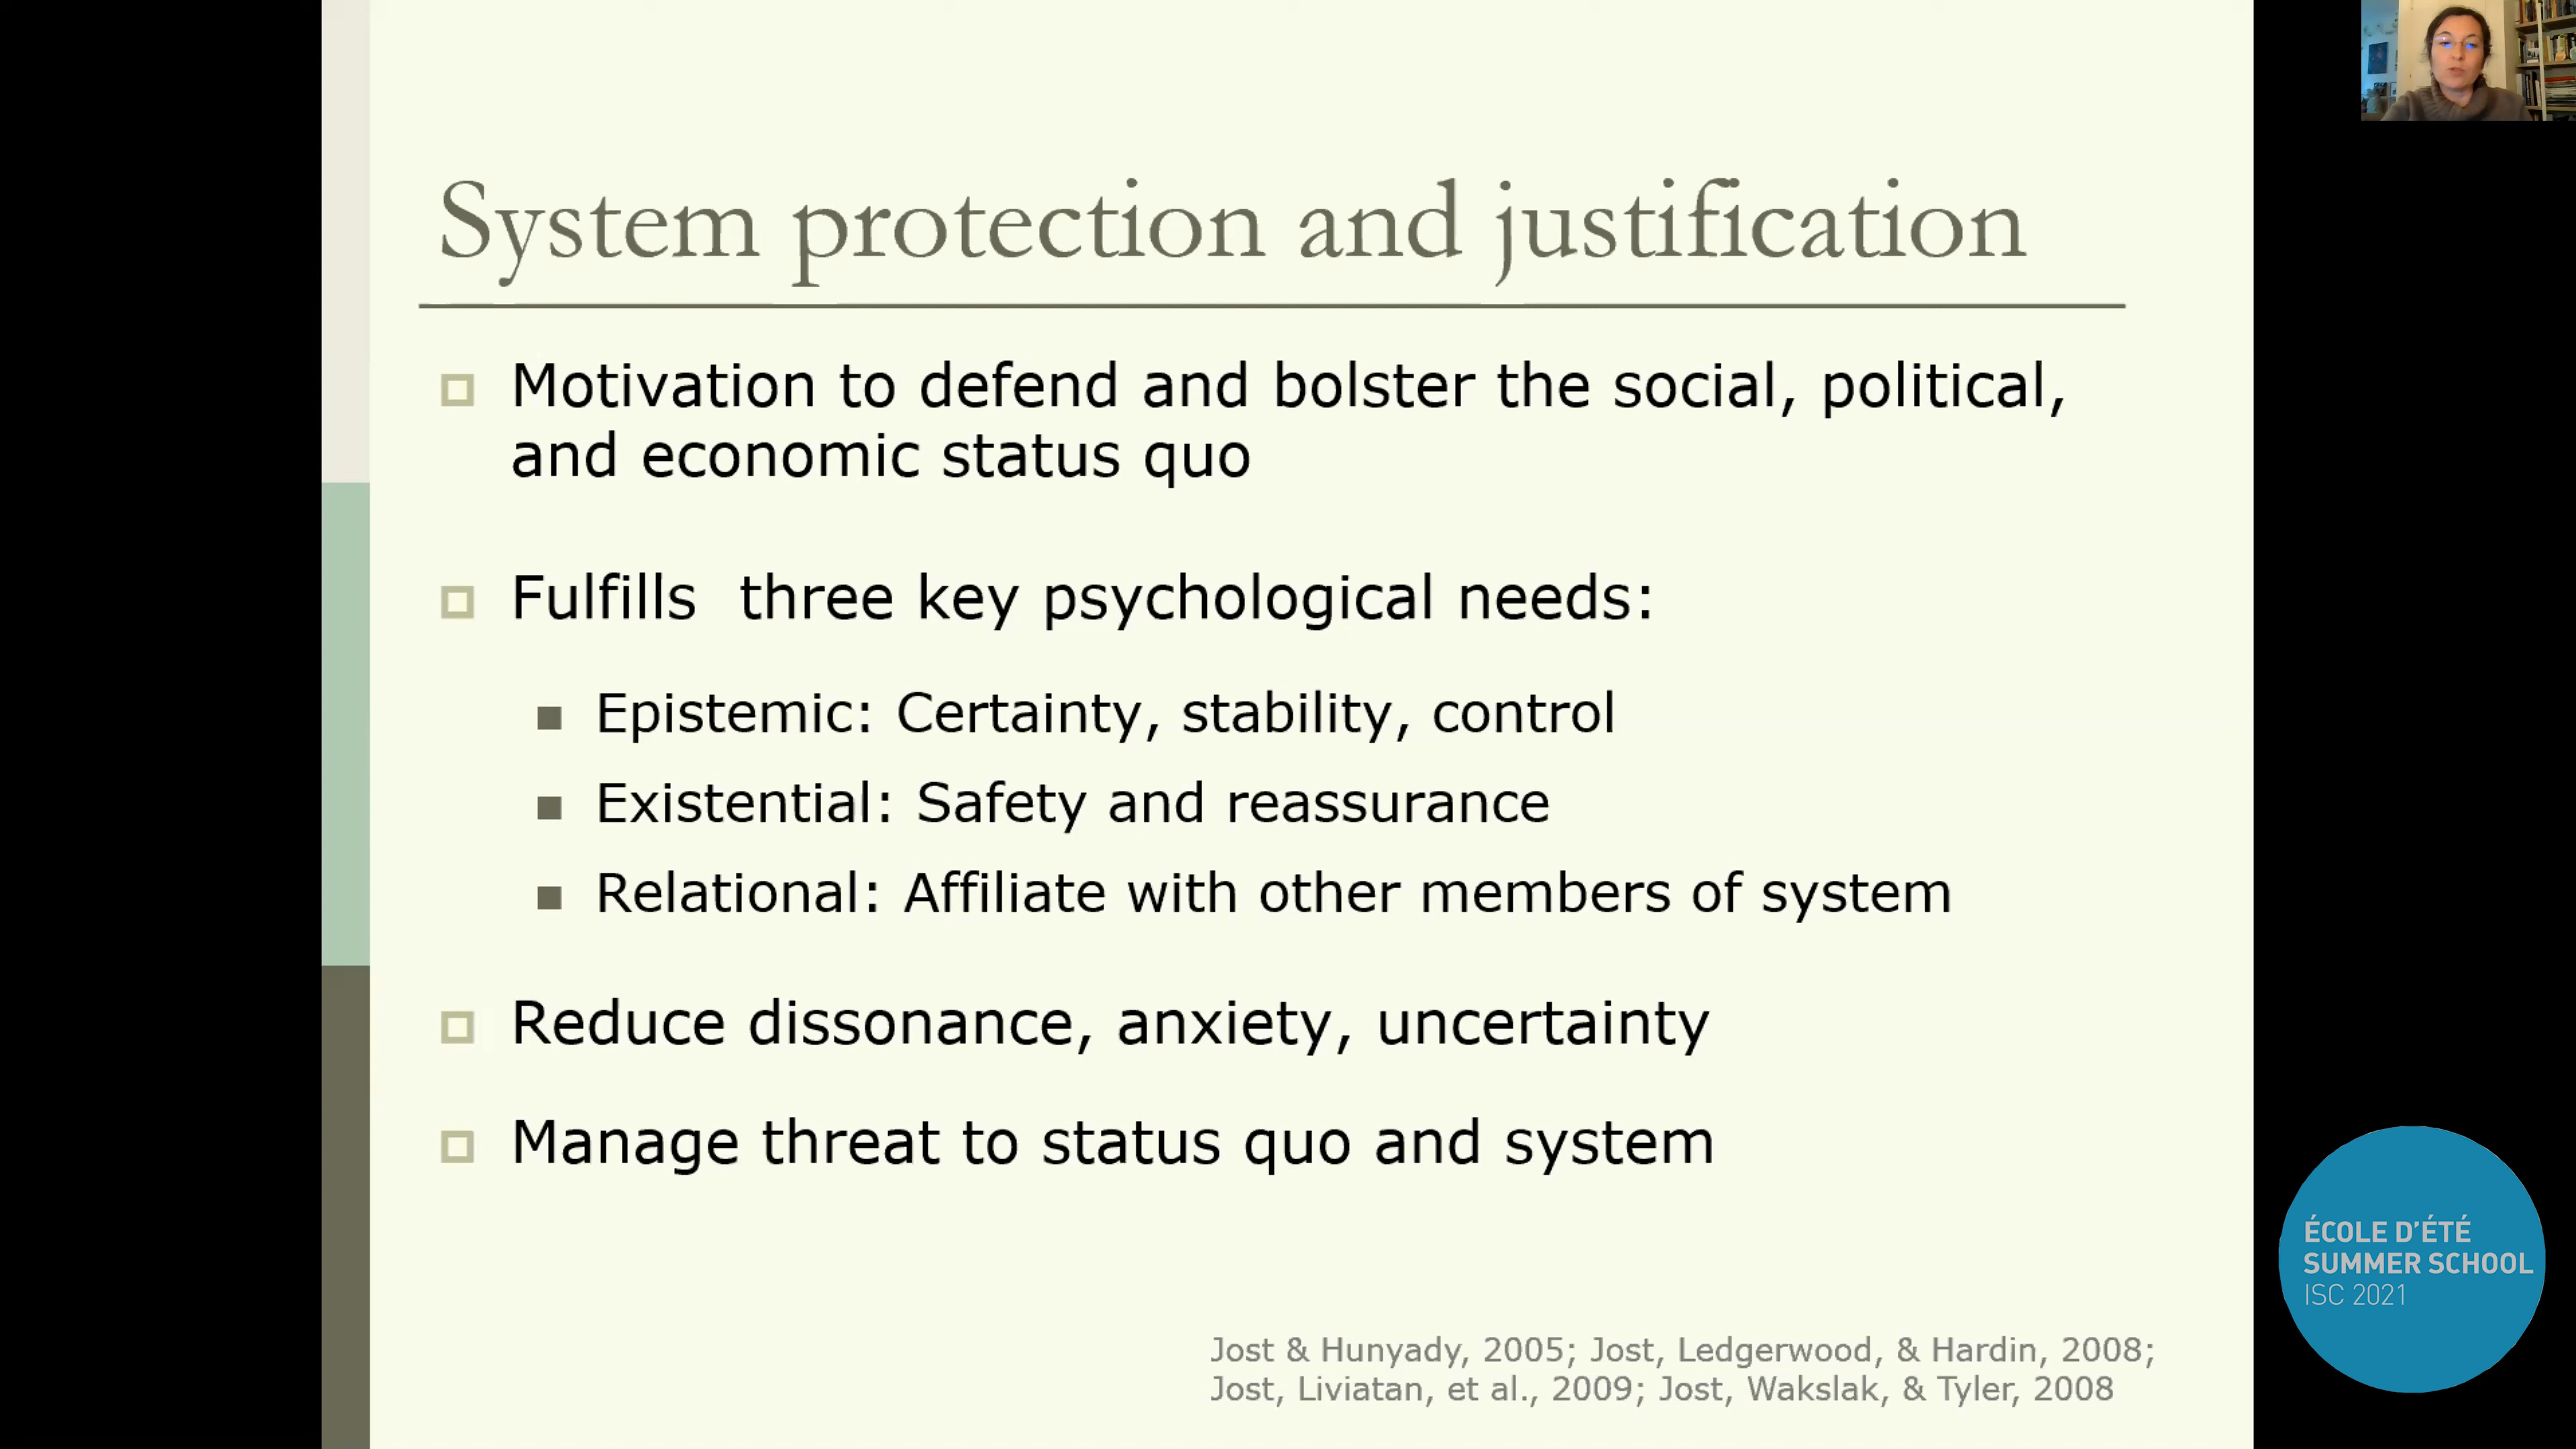 System protection and justification
Motivation to defend and bolster the social, political,
and economic status quo
Fulfills  three key psychological needs:
Epistemic: Certainty, stability, control
Existential: Safety and reassurance
Relational: Affiliate with other members of system
Reduce dissonance, anxiety, uncertainty
Manage threat to status quo and system
Jost & Hunyady, 2005; Jost, Ledgerwood, & Hardin, 2008;
Jost, Liviatan, et al., 2009; Jost, Wakslak, & Tyler, 2008
ÉCOLE D'ÉTÉ
SUMMER SCHOOL
ISC 2021